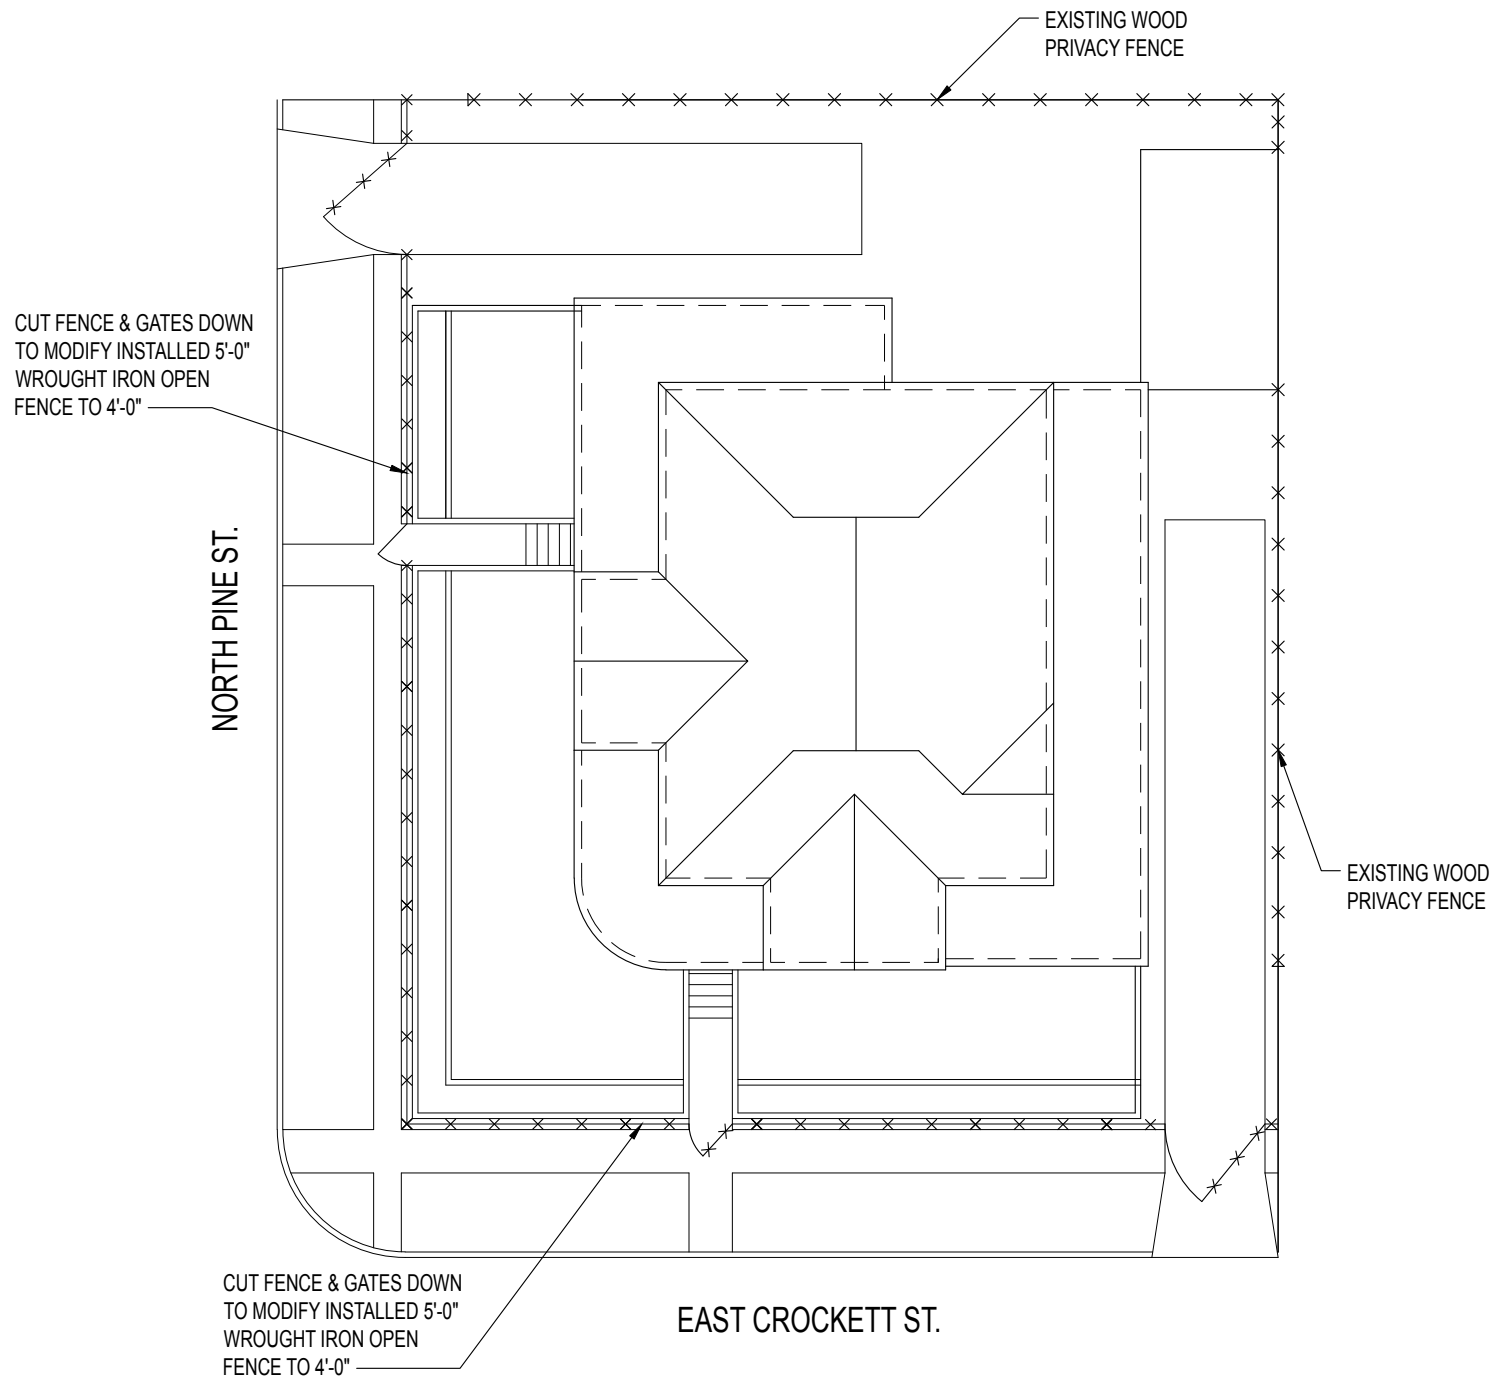 EXISTING WOOD
PRIVACY FENCE
CUT FENCE & GATES DOWN
TO MODIFY INSTALLED 5'-0"
WROUGHT IRON OPEN
FENCE TO 4'-0"
NORTH PINE ST.
EXISTING WOOD
PRIVACY FENCE
CUT FENCE & GATES DOWN
TO MODIFY INSTALLED 5'-0"
WROUGHT IRON OPEN
FENCE TO 4'-0"
EAST CROCKETT ST.